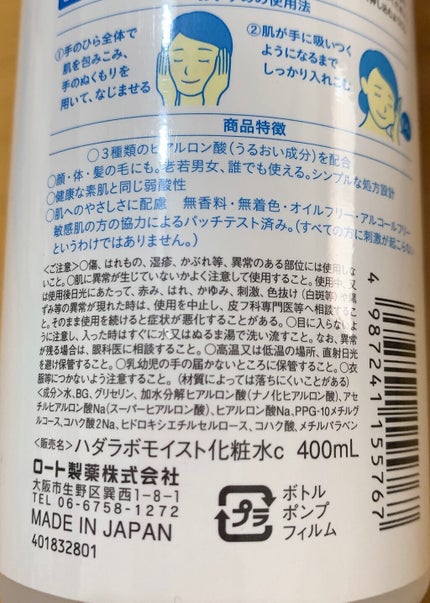 の使用法
①手のひら全体で
肌を包みこみ、
手のぬくもりを
用いて、なじませる
②肌が手に吸いつく
ようになるまで
しっかり入れこむ
商品特徴
○3種類のヒアルロン酸(うるおい成分)を配合
○顔・体・髪の毛にも。老若男女、誰でも使える。シンプルな処方設計
○健康な素肌と同じ弱酸性
○肌へのやさしさに配慮 無香料・無着色・オイルフリー・アルコールフリー
敏感肌の方の協力によるパッチテスト済み。(すべての方に刺激が起こらない
というわけではありません。)
<ご注意>○傷、はれもの、湿疹、かぶれ等、異常のある部位には使用しな
いこと。○肌に異常が生じていないかよく注意して使用すること。使用中、又
は使用後日光にあたって、赤み、はれ、かゆみ、刺激、色抜け(白斑等)や黒
ずみ等の異常が現れた時は、使用を中止し、皮フ科専門医等へ相談するこ
と。そのまま使用を続けると症状が悪化することがある。○目に入らないよ
うに注意し、入った時はすぐに水又はぬるま湯で洗い流すこと。なお、異常
が残る場合は、眼科医に相談すること。○高温又は低温の場所、直射日光
を避け保管すること。○乳幼児の手の届かないところに保管すること。○衣
服等につかないよう注意すること。(材質によっては落ちにくいことがある)
<成分>水、BG、グリセリン、加水分解ヒアルロン酸(ナノ化ヒアルロン酸)、アセ
チルヒアルロン酸Na(スーパーヒアルロン酸)、ヒアルロン酸Na、PPG-10メチルグ
ルコース、コハク酸2Na、ヒドロキシエチルセルロース、コハク酸、メチルパラベン
<販売名>ハダラボモイスト化粧水c 400mL
ロート製薬株式会社
大阪市生野区巽西1-8-1
TEL 06-6758-1272
MADE IN JAPAN
401832801
プラ
ボトル
ポンプ
フィルム
4 987241 155767